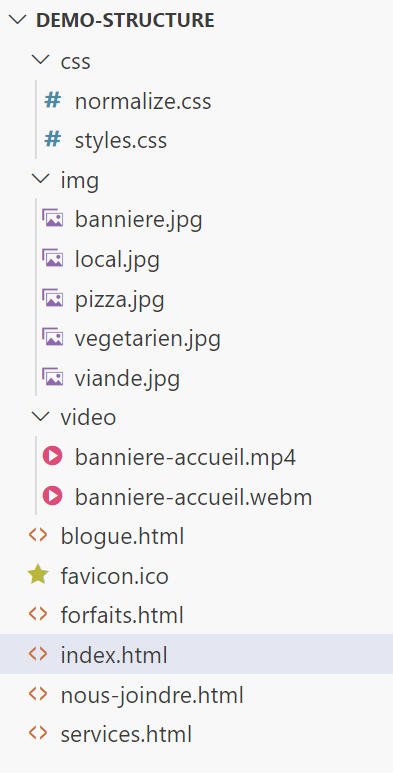 DEMO-STRUCTURE
css
normalize.css
styles.css
img
banniere.jpg
local.jpg
pizza.jpg
vegetarien.jpg
viande.jpg
video
banniere-accueil.mp4
banniere-accueil.webm
blogue.html
favicon.ico
forfaits.html
index.html
nous-joindre.html
services.html